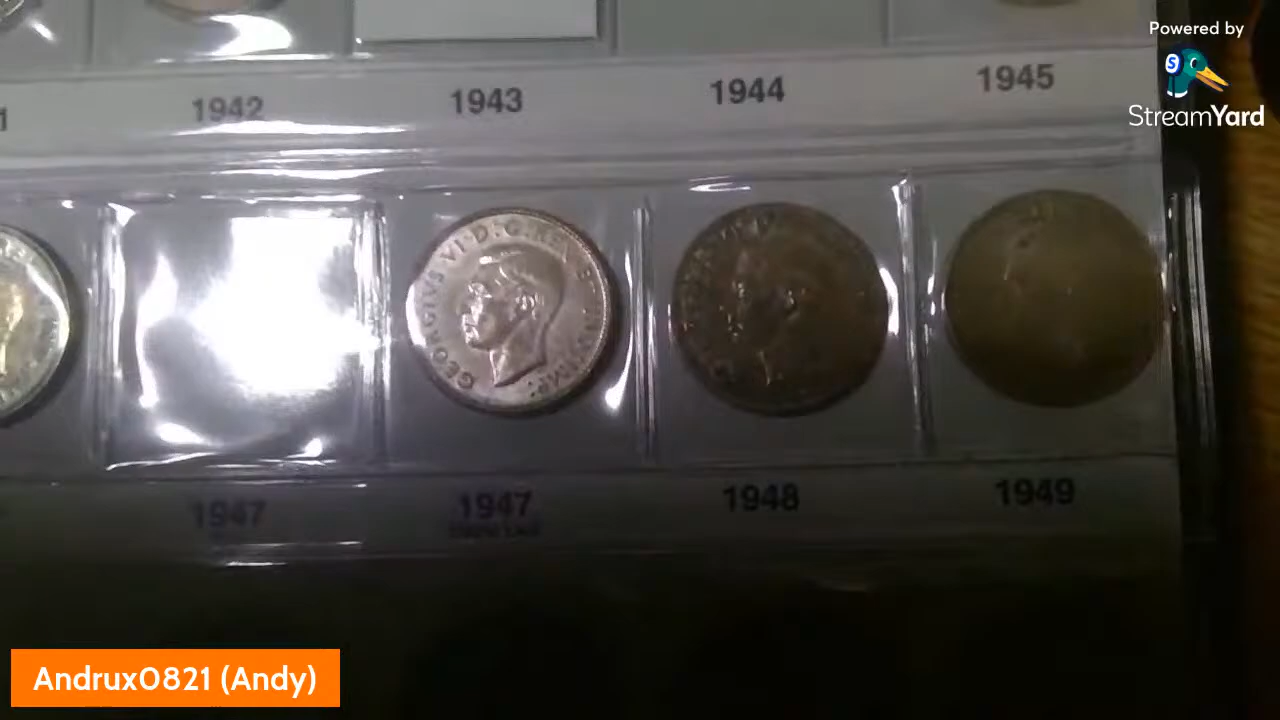 Powered by
StreamYard
1942
1943
1944
1945
GEORGIVS VI D:G:REX
1947
1947
1948
1949
Andrux0821 (Andy)